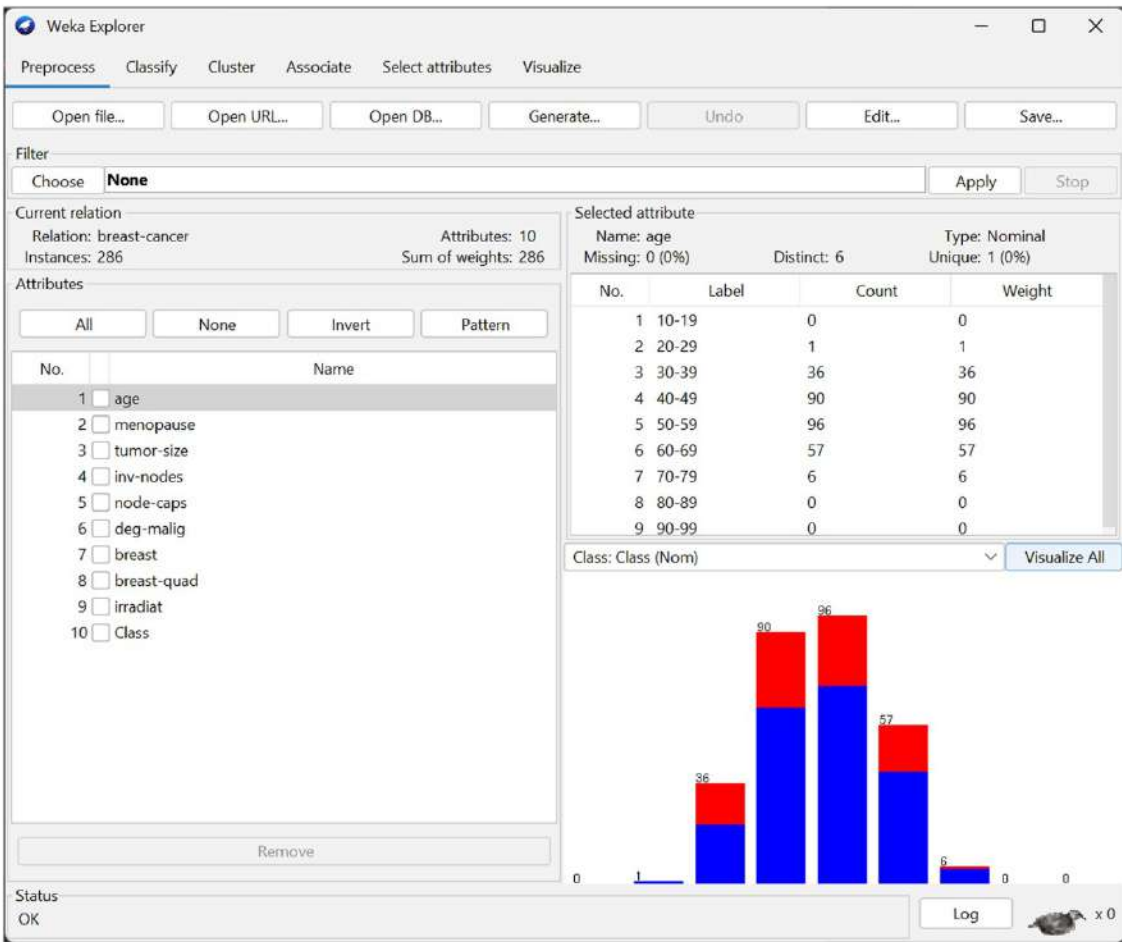 Weka Explorer
Preprocess Classify Cluster Associate Select attributes Visualize
Open file... Open URL... Open DB... Generate... Undo Edit... Save...
Filter
Choose None Apply Stop
Current relation
Relation: breast-cancer Attributes: 10
Instances: 286 Sum of weights: 286
Attributes
All None Invert Pattern
No. Name
1 age
2 menopause
3 tumor-size
4 inv-nodes
5 node-caps
6 deg-malig
7 breast
8 breast-quad
9 irradiat
10 Class
Remove
Selected attribute
Name: age Type: Nominal
Missing: 0 (0%) Distinct: 6 Unique: 1 (0%)
No. Label Count Weight
1 10-19 0 0
2 20-29 1 1
3 30-39 36 36
4 40-49 90 90
5 50-59 96 96
6 60-69 57 57
7 70-79 6 6
8 80-89 0 0
9 90-99 0 0
Class: Class (Nom) Visualize All
0 1 36 90 96 57 6 0 0
Status
OK
Log x 0